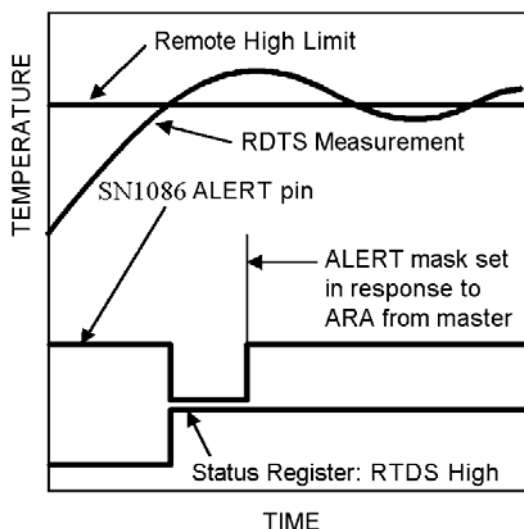 Remote High Limit
RDTS Measurement
SN1086 ALERT pin
ALERT mask set
in response to
ARA from master
Status Register: RTDS High
TEMPERATURE
TIME